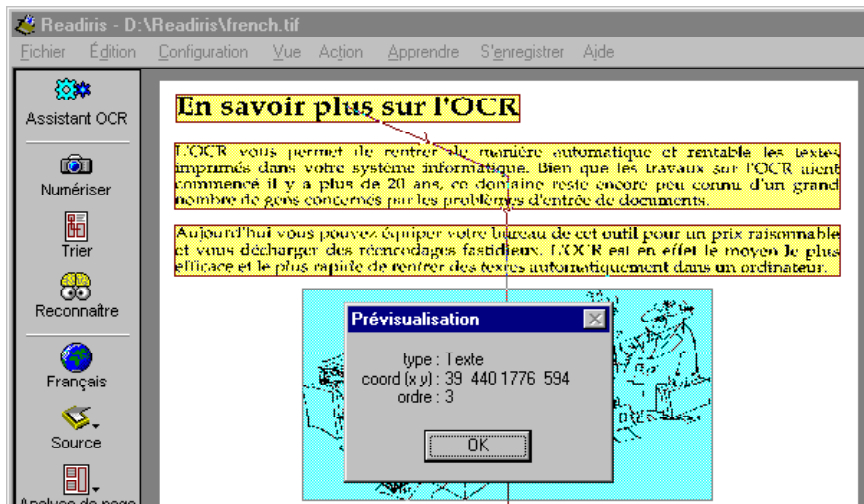 Readiris - D:\Readiris\french.tif
Fichier Édition Configuration Vue Action Apprendre S'enregistrer Aide
Assistant OCR
Numériser
Trier
Reconnaître
Français
Source
Analyse de page
En savoir plus sur l'OCR
L'OCR vous permet de rentrer de manière automatique et rentable les textes
imprimés dans votre système informatique. Bien que les travaux sur l'OCR aient
commencé il y a plus de 20 ans, ce domaine reste encore peu connu d'un grand
nombre de gens concernés par les problèmes d'entrée de documents.
Aujourd'hui vous pouvez équiper votre bureau de cet outil pour un prix raisonnable
et vous décharger des réencodages fastidieux. L'OCR est en effet le moyen le plus
efficace et le plus rapide de rentrer des textes automatiquement dans un ordinateur.
Prévisualisation
type : Texte
coord (x y) : 39 440 1776 594
ordre : 3
OK